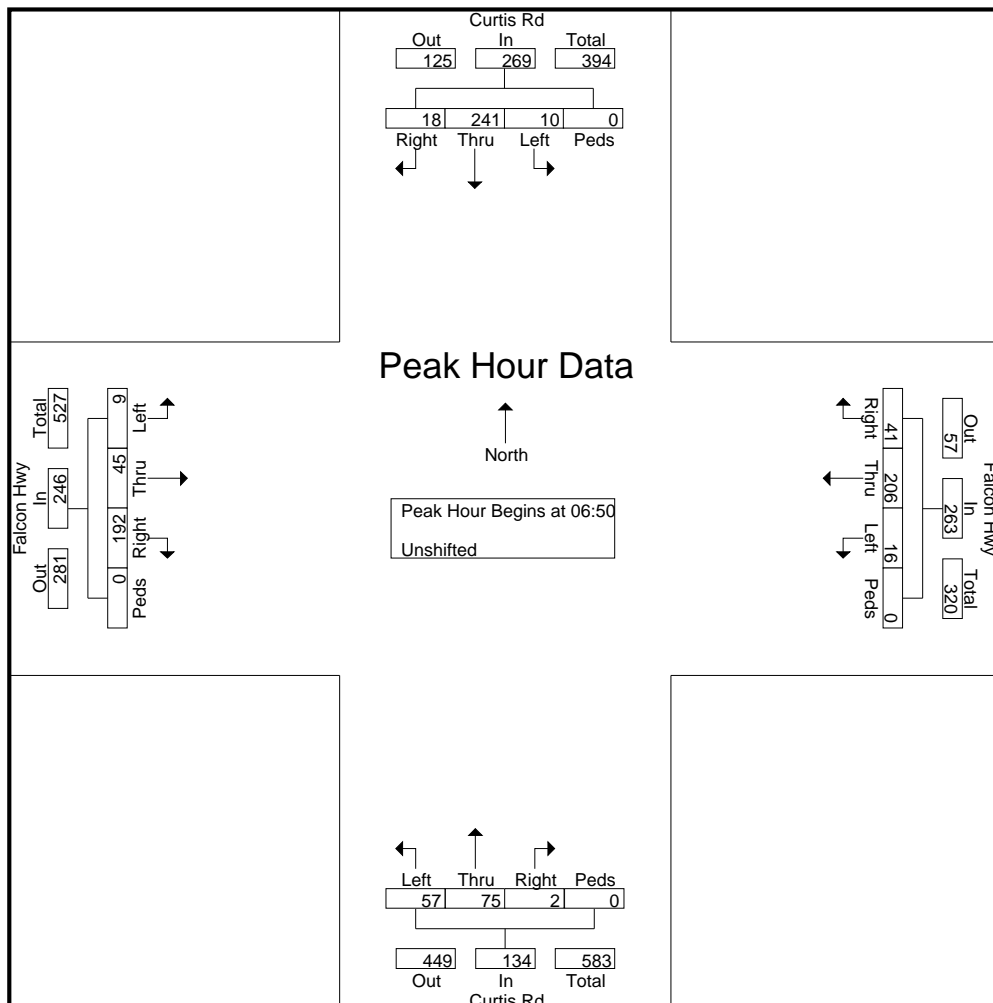 Curtis Rd
Out In Total
125 269 394
18 241 10 0
Right Thru Left Peds
Peak Hour Data
North
Peak Hour Begins at 06:50
Unshifted
Falcon Hwy
Total In Out
527 246 281
9 45 192 0
Left Thru Right Peds
Right Thru Left Peds
41 206 16 0
Out In Total
57 263 320
Falcon Hwy
Left Thru Right Peds
57 75 2 0
449 134 583
Out In Total
Curtis Rd